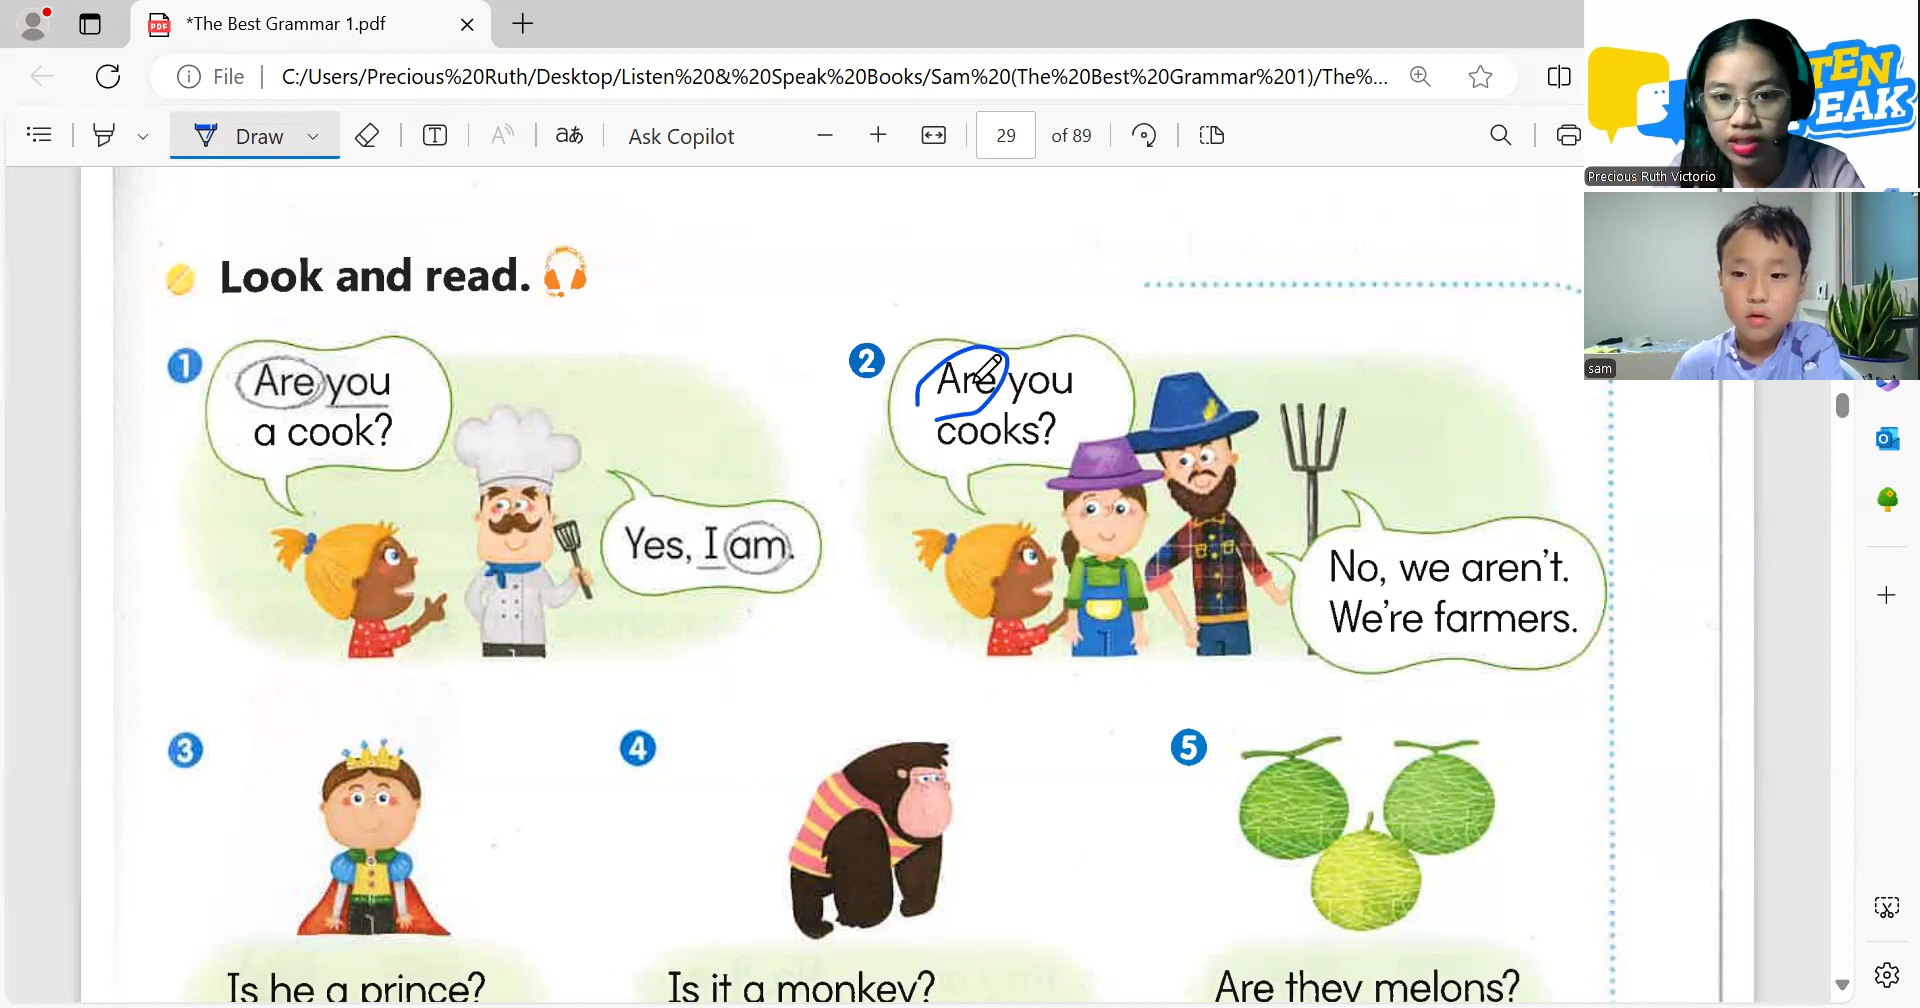 *The Best Grammar 1.pdf
File
C:/Users/Precious%20Ruth/Desktop/Listen%20&%20Speak%20Books/Sam%20(The%20Best%20Grammar%201)/The%...
Draw
aあ
Ask Copilot
29
of 89
TEN
PEAK
Precious Ruth Victorio
sam
Look and read.
1
Are you
a cook?
Yes, I am.
2
Are you
cooks?
No, we aren't.
We're farmers.
3
4
5
Is he a prince?
Is it a monkey?
Are they melons?